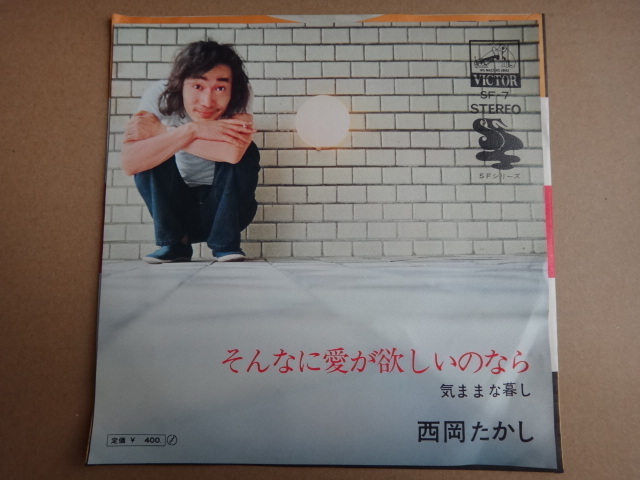 VICTOR
SF-7
STEREO
SFシリーズ
そんなに愛が欲しいのなら
気ままな暮し
西岡たかし
定価 ¥ 400.